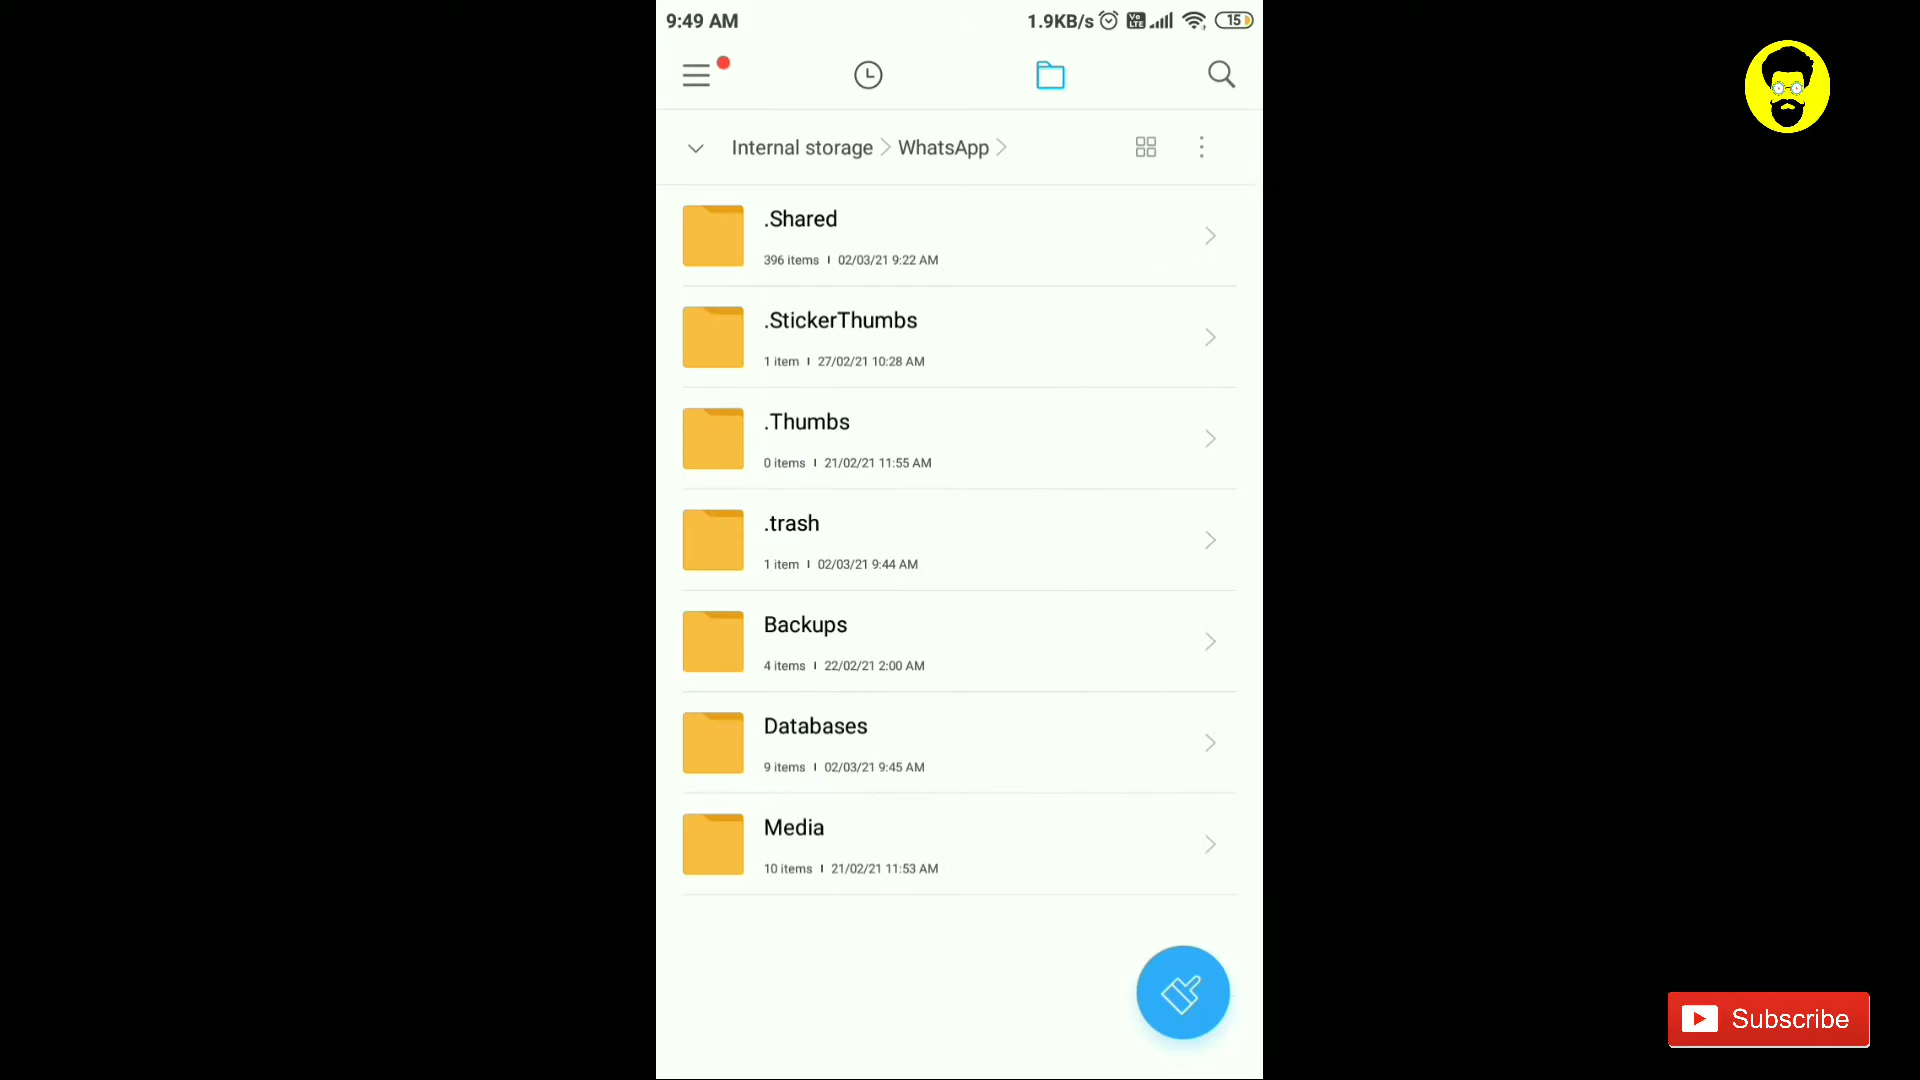 9:49 AM 1.9KB/s Vo LTE 15
Internal storage WhatsApp
.Shared
396 items 02/03/21 9:22 AM
.StickerThumbs
1 item 27/02/21 10:28 AM
.Thumbs
0 items 21/02/21 11:55 AM
.trash
1 item 02/03/21 9:44 AM
Backups
4 items 22/02/21 2:00 AM
Databases
9 items 02/03/21 9:45 AM
Media
10 items 21/02/21 11:53 AM
Subscribe